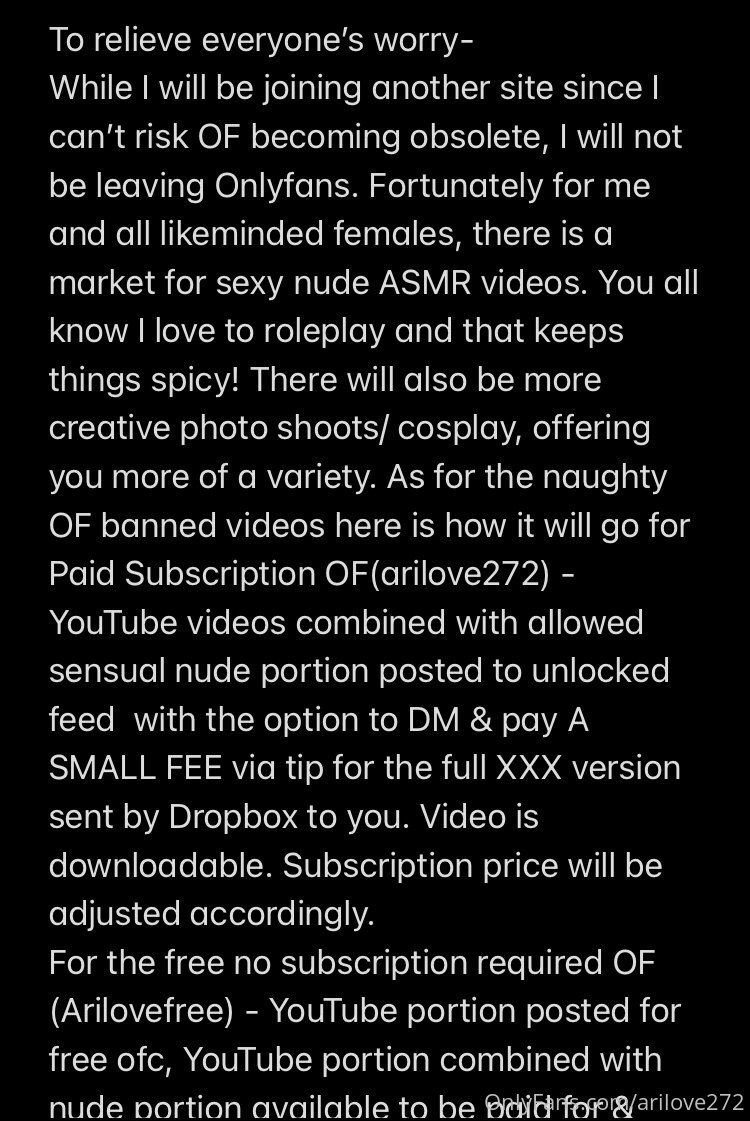 To relieve everyone’s worry-
While I will be joining another site since I
can’t risk OF becoming obsolete, I will not
be leaving Onlyfans. Fortunately for me
and all likeminded females, there is a
market for sexy nude ASMR videos. You all
know I love to roleplay and that keeps
things spicy! There will also be more
creative photo shoots/ cosplay, offering
you more of a variety. As for the naughty
OF banned videos here is how it will go for
Paid Subscription OF(arilove272) -
YouTube videos combined with allowed
sensual nude portion posted to unlocked
feed  with the option to DM & pay A
SMALL FEE via tip for the full XXX version
sent by Dropbox to you. Video is
downloadable. Subscription price will be
adjusted accordingly.
For the free no subscription required OF
(Arilovefree) - YouTube portion posted for
free ofc, YouTube portion combined with
nude portion available to be paid for &
OnlyFans.com/arilove272